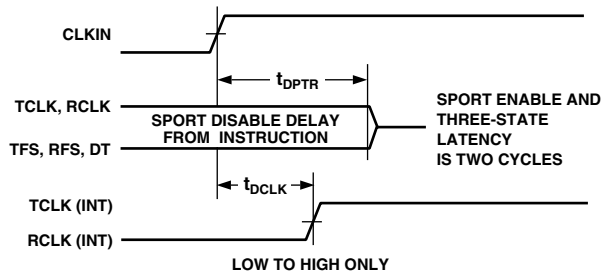 CLKIN
tDPTR
TCLK, RCLK
SPORT DISABLE DELAY
FROM INSTRUCTION
TFS, RFS, DT
SPORT ENABLE AND
THREE-STATE
LATENCY
IS TWO CYCLES
tDCLK
TCLK (INT)
RCLK (INT)
LOW TO HIGH ONLY